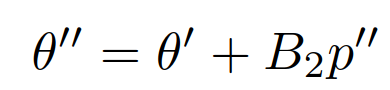 θ′′ = θ′ + B₂p′′